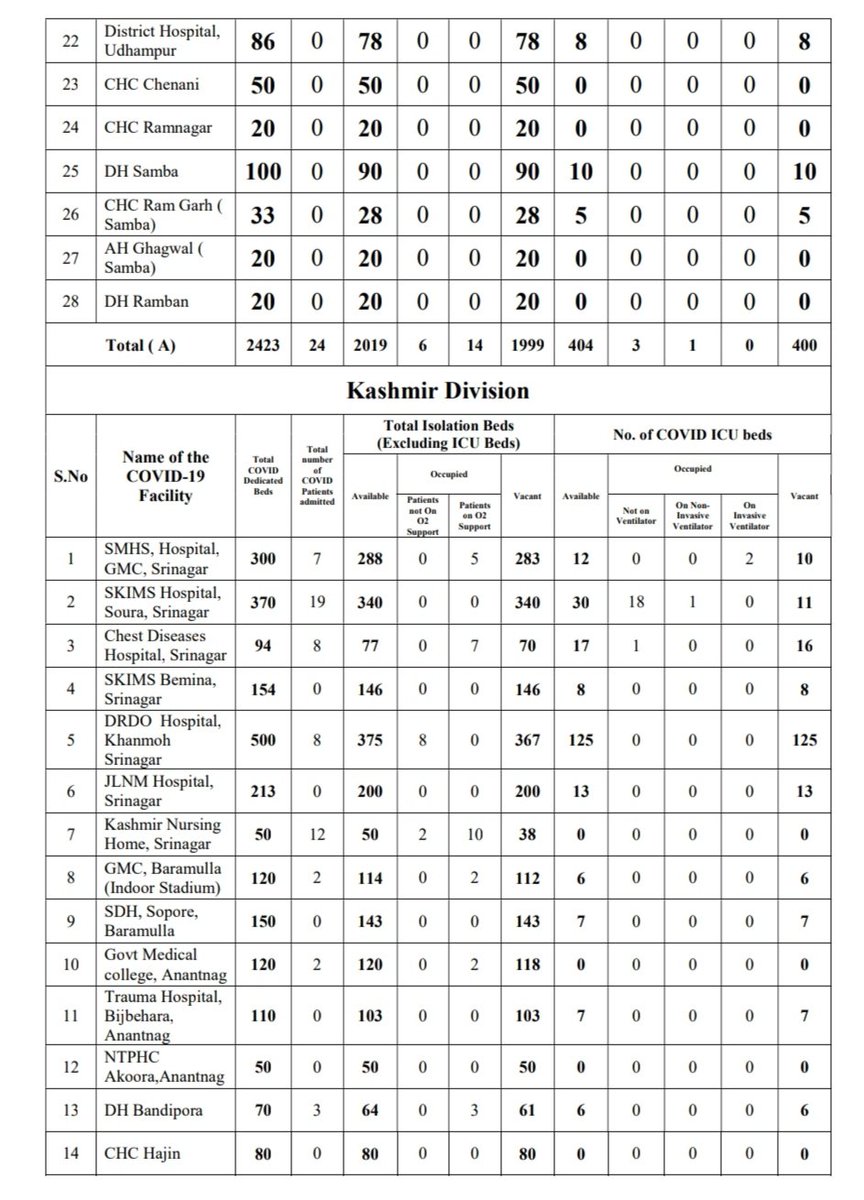 22 District Hospital, Udhampur 86 0 78 0 0 78 8 0 0 0 8
23 CHC Chenani 50 0 50 0 0 50 0 0 0 0 0
24 CHC Ramnagar 20 0 20 0 0 20 0 0 0 0 0
25 DH Samba 100 0 90 0 0 90 10 0 0 0 10
26 CHC Ram Garh ( Samba) 33 0 28 0 0 28 5 0 0 0 5
27 AH Ghagwal ( Samba) 20 0 20 0 0 20 0 0 0 0 0
28 DH Ramban 20 0 20 0 0 20 0 0 0 0 0
Total ( A) 2423 24 2019 6 14 1999 404 3 1 0 400
Kashmir Division
S.No
Name of the COVID-19 Facility
Total COVID Dedicated Beds
Total number of COVID Patients admitted
Total Isolation Beds (Excluding ICU Beds)
Available
Occupied
Patients not On O2 Support
Patients on O2 Support
Vacant
No. of COVID ICU beds
Available
Occupied
Not on Ventilator
On Non-Invasive Ventilator
On Invasive Ventilator
Vacant
1 SMHS, Hospital, GMC, Srinagar 300 7 288 0 5 283 12 0 0 2 10
2 SKIMS Hospital, Soura, Srinagar 370 19 340 0 0 340 30 18 1 0 11
3 Chest Diseases Hospital, Srinagar 94 8 77 0 7 70 17 1 0 0 16
4 SKIMS Bemina, Srinagar 154 0 146 0 0 146 8 0 0 0 8
5 DRDO Hospital, Khanmoh Srinagar 500 8 375 8 0 367 125 0 0 0 125
6 JLNM Hospital, Srinagar 213 0 200 0 0 200 13 0 0 0 13
7 Kashmir Nursing Home, Srinagar 50 12 50 2 10 38 0 0 0 0 0
8 GMC, Baramulla (Indoor Stadium) 120 2 114 0 2 112 6 0 0 0 6
9 SDH, Sopore, Baramulla 150 0 143 0 0 143 7 0 0 0 7
10 Govt Medical college, Anantnag 120 2 120 0 2 118 0 0 0 0 0
11 Trauma Hospital, Bijbehara, Anantnag 110 0 103 0 0 103 7 0 0 0 7
12 NTPHC Akoora,Anantnag 50 0 50 0 0 50 0 0 0 0 0
13 DH Bandipora 70 3 64 0 3 61 6 0 0 0 6
14 CHC Hajin 80 0 80 0 0 80 0 0 0 0 0